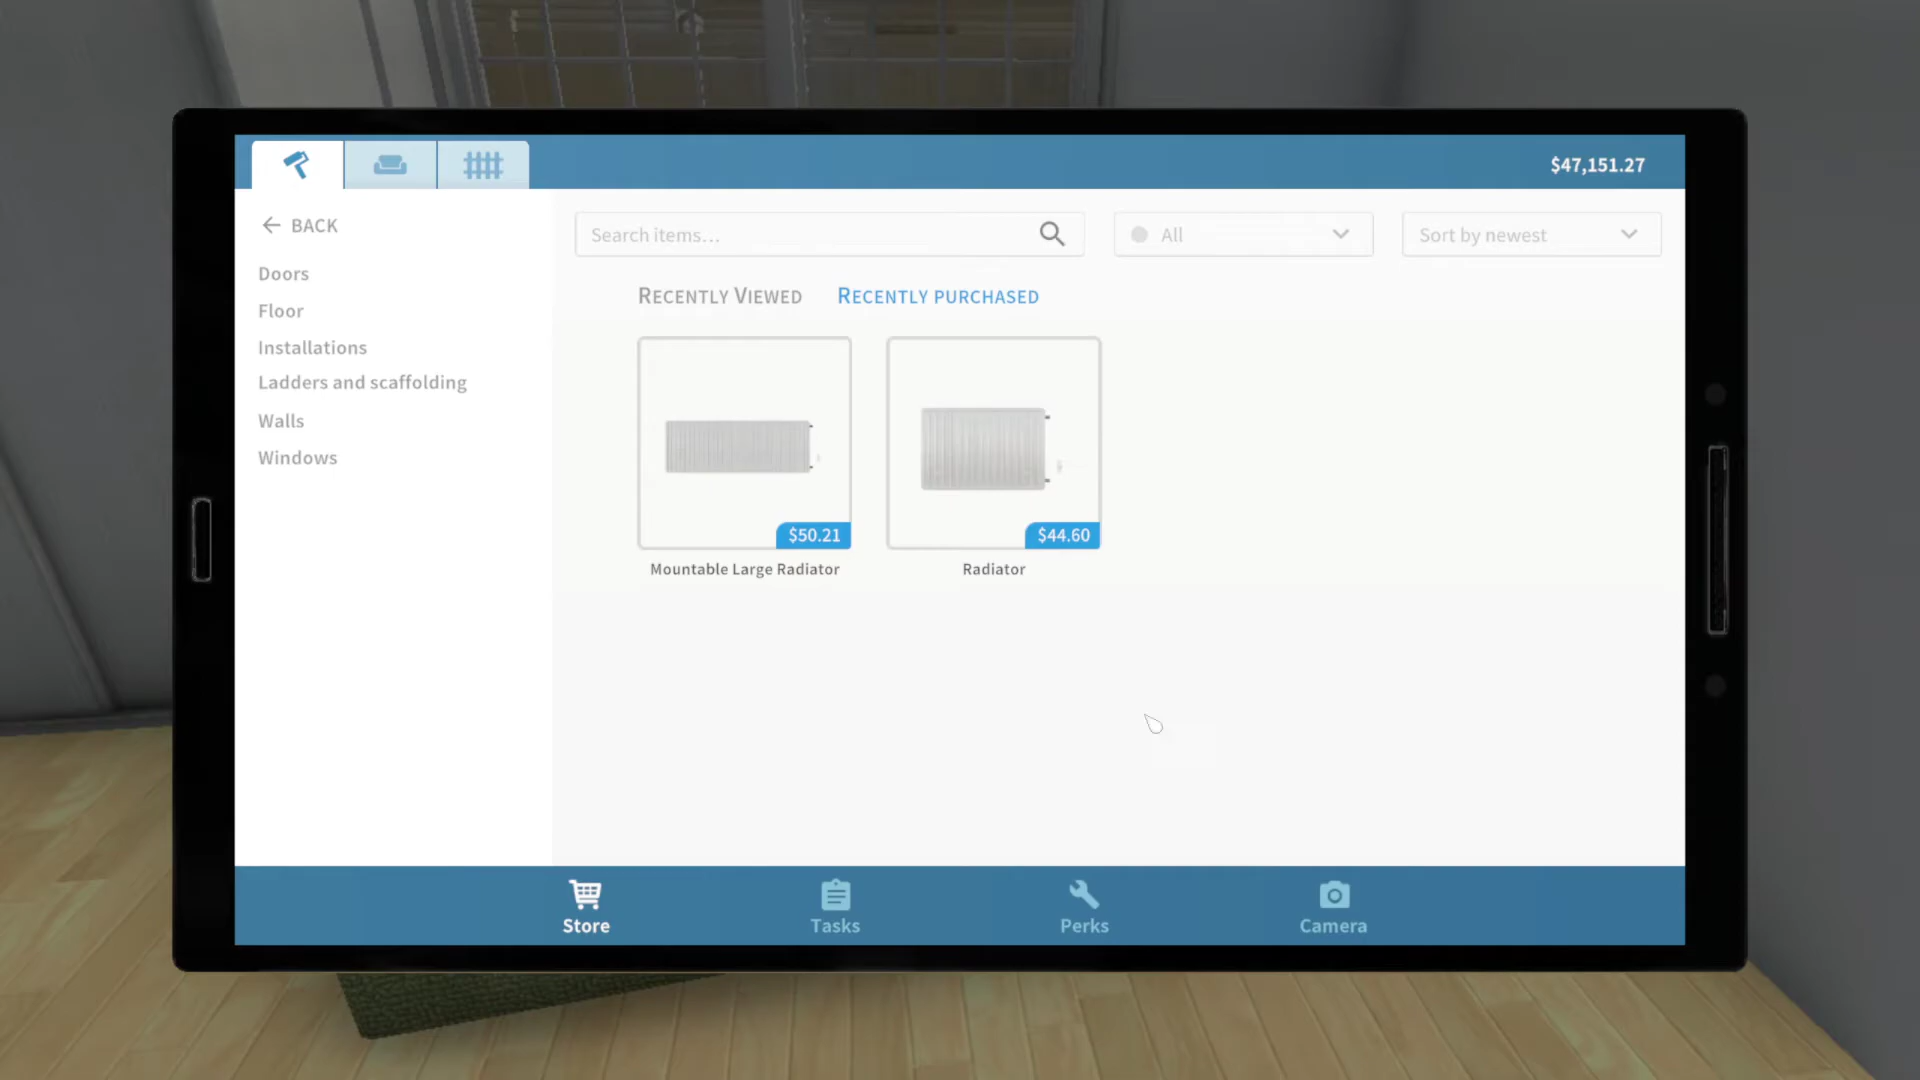 $47,151.27
BACK
Doors
Floor
Installations
Ladders and scaffolding
Walls
Windows
Search items...
All
Sort by newest
RECENTLY VIEWED
RECENTLY PURCHASED
$50.21
Mountable Large Radiator
$44.60
Radiator
Store
Tasks
Perks
Camera